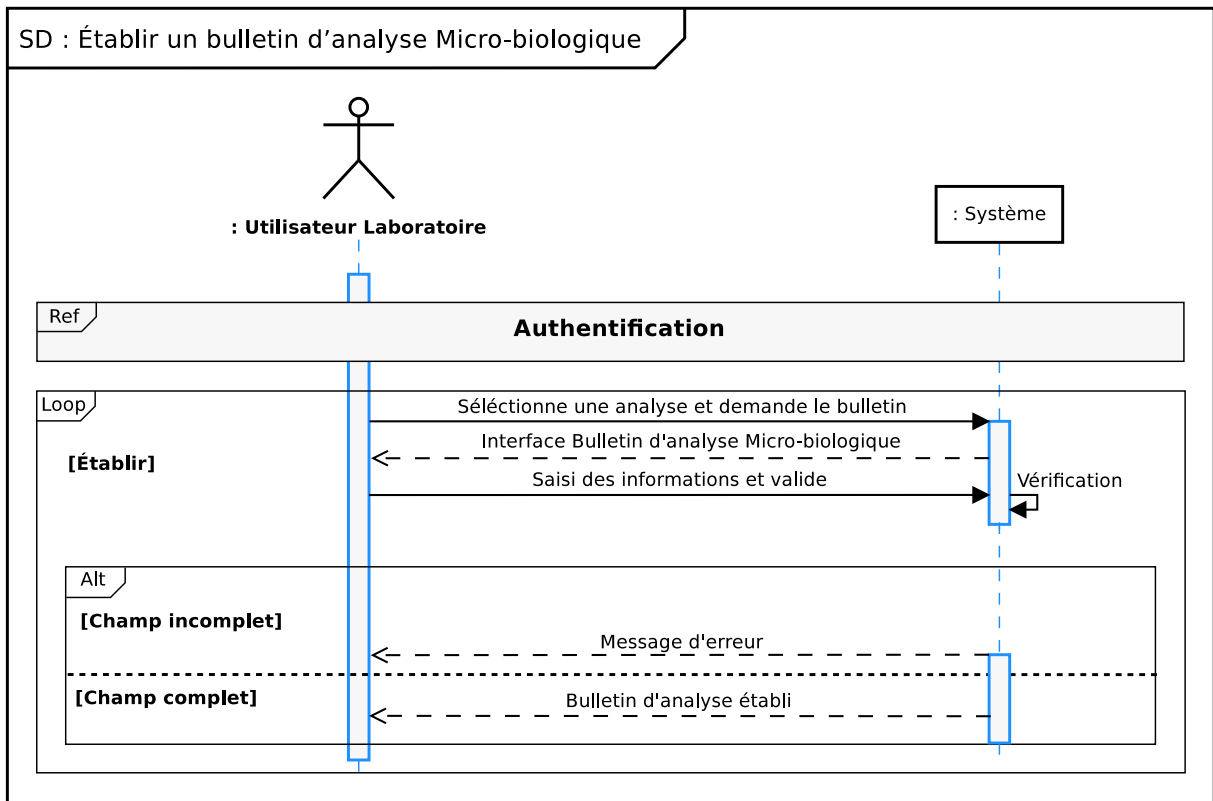 SD : Établir un bulletin d’analyse Micro-biologique
: Utilisateur Laboratoire
: Système
Ref
Authentification
Loop
Séléctionne une analyse et demande le bulletin
Interface Bulletin d'analyse Micro-biologique
[Établir]
Saisi des informations et valide
Vérification
Alt
[Champ incomplet]
Message d'erreur
[Champ complet]
Bulletin d'analyse établi